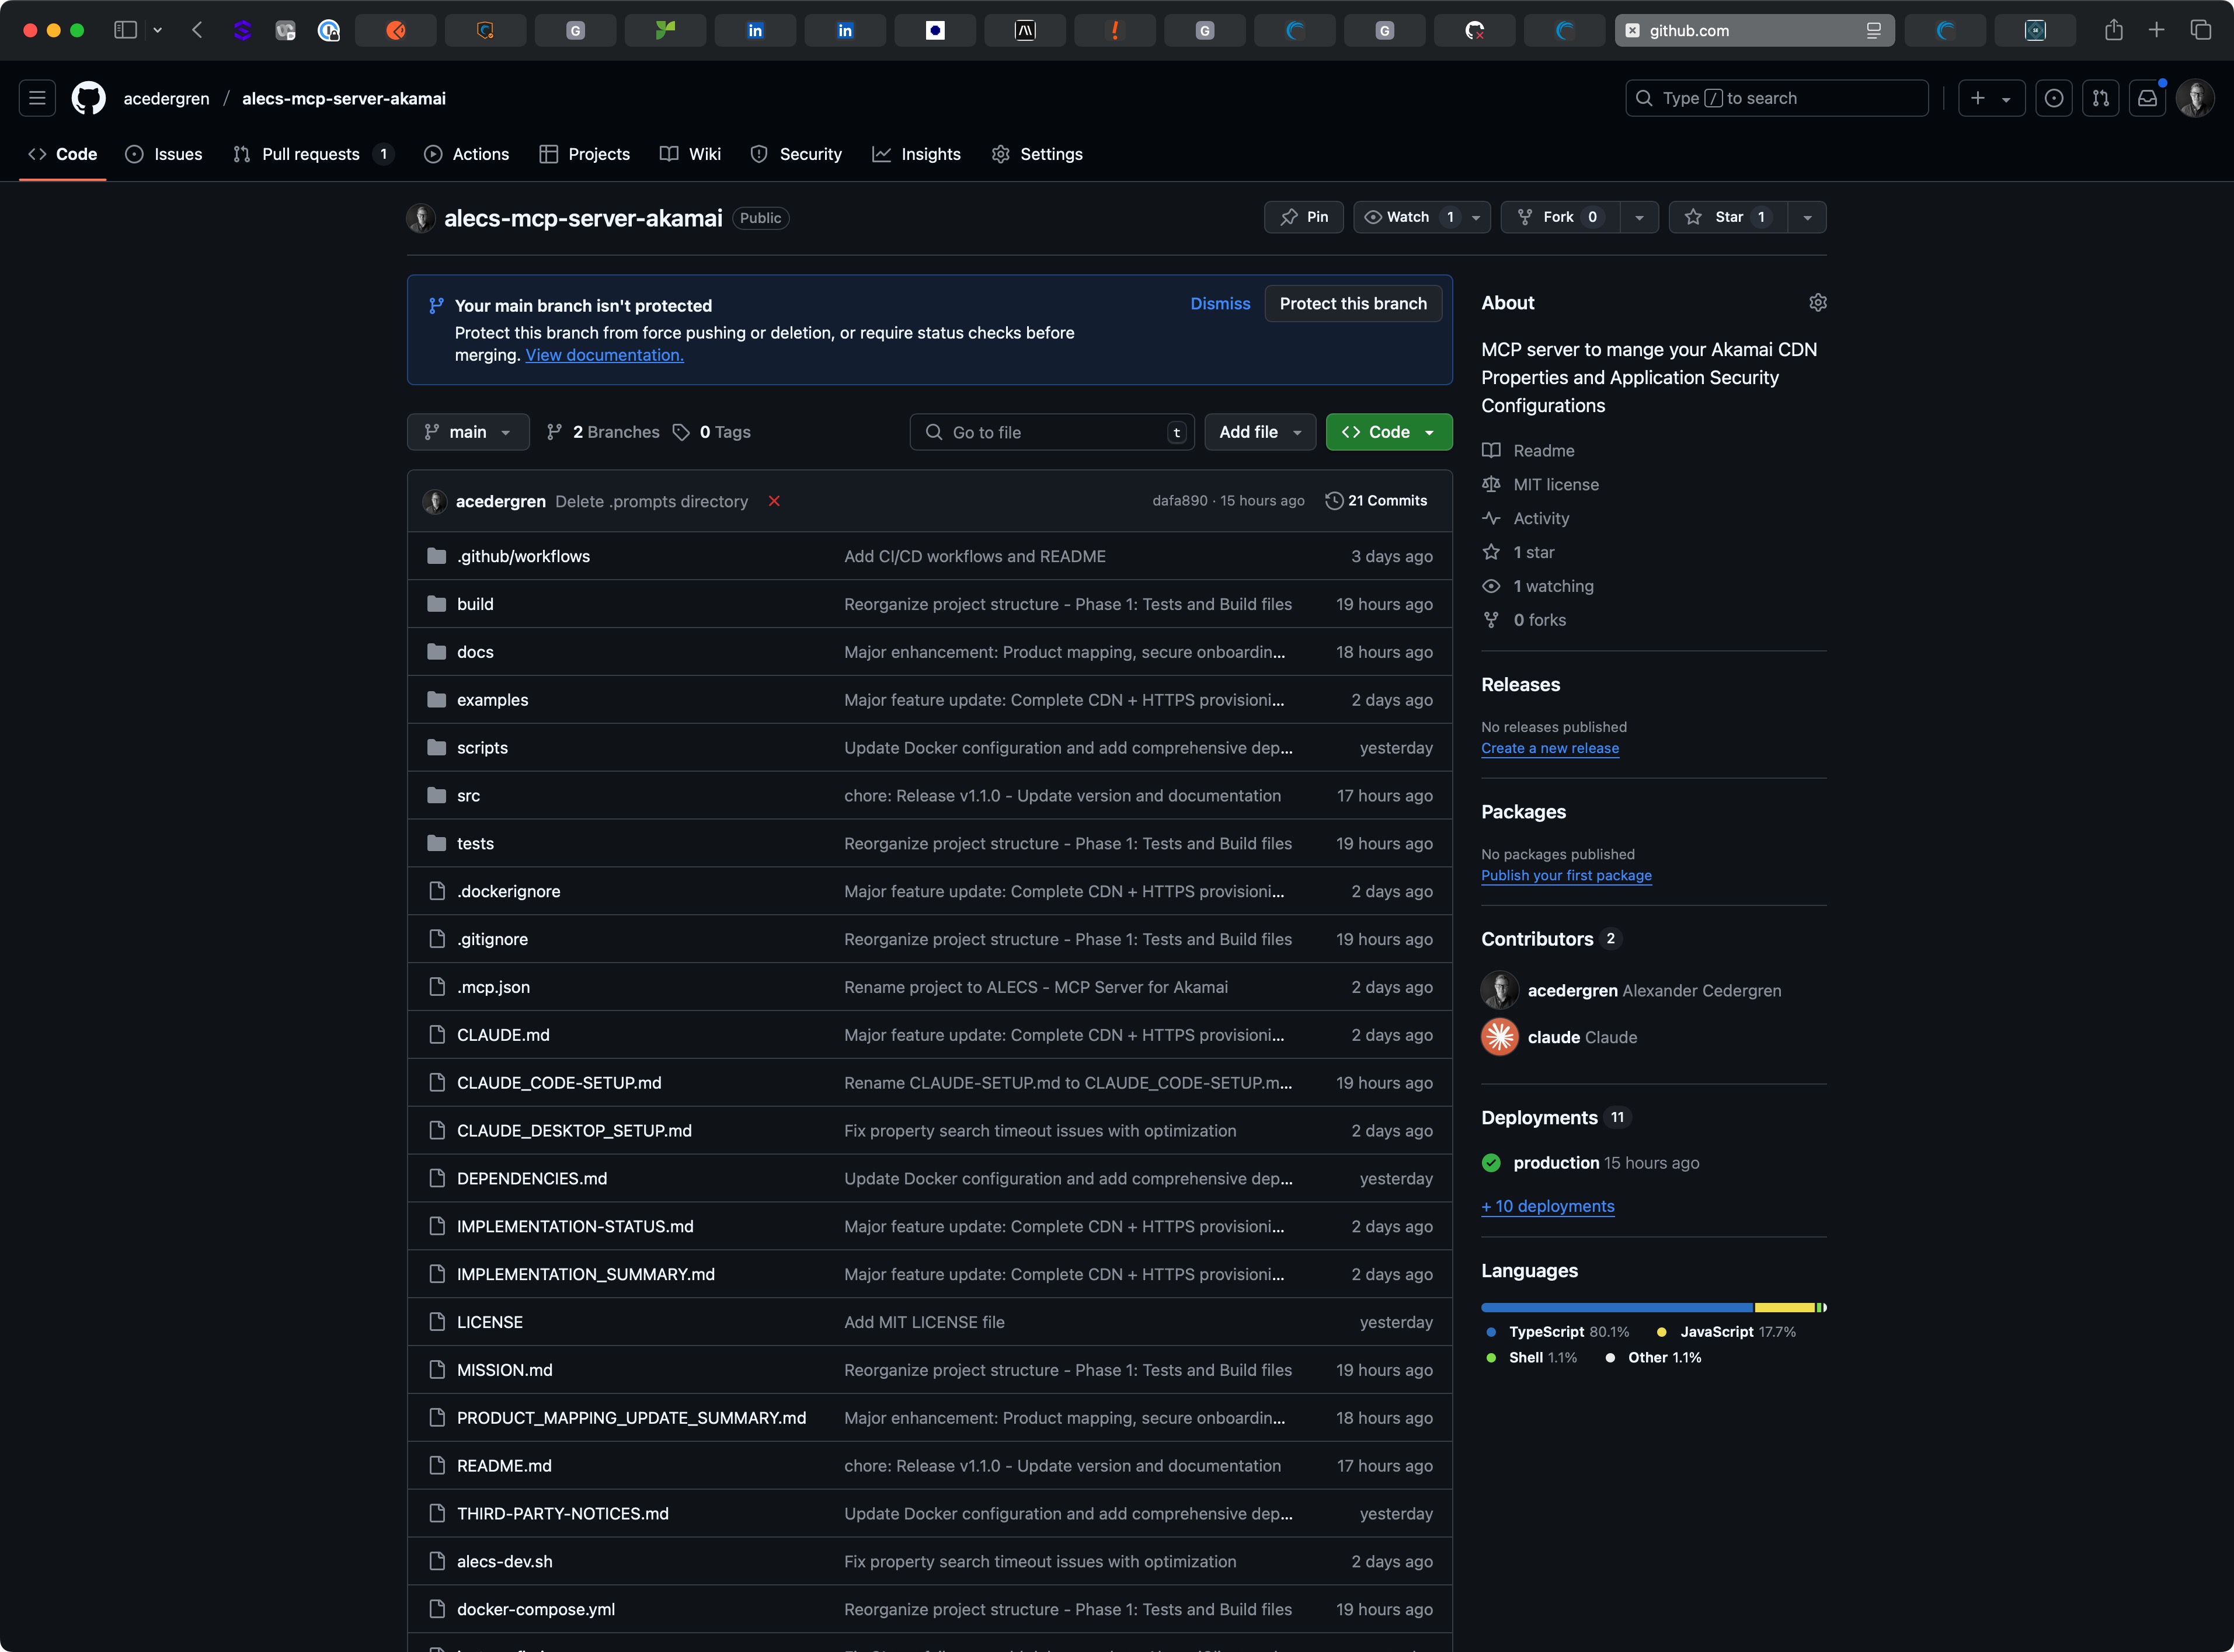 github.com
acedergren / alecs-mcp-server-akamai
Type / to search
Code Issues Pull requests 1 Actions Projects Wiki Security Insights Settings
alecs-mcp-server-akamai Public
Pin Watch 1 Fork 0 Star 1
Your main branch isn't protected
Protect this branch from force pushing or deletion, or require status checks before
merging. View documentation.
Dismiss Protect this branch
main 2 Branches 0 Tags
Go to file t Add file Code
acedergren Delete .prompts directory dafa890 · 15 hours ago 21 Commits
.github/workflows Add CI/CD workflows and README 3 days ago
build Reorganize project structure - Phase 1: Tests and Build files 19 hours ago
docs Major enhancement: Product mapping, secure onboardin... 18 hours ago
examples Major feature update: Complete CDN + HTTPS provisioni... 2 days ago
scripts Update Docker configuration and add comprehensive dep... yesterday
src chore: Release v1.1.0 - Update version and documentation 17 hours ago
tests Reorganize project structure - Phase 1: Tests and Build files 19 hours ago
.dockerignore Major feature update: Complete CDN + HTTPS provisioni... 2 days ago
.gitignore Reorganize project structure - Phase 1: Tests and Build files 19 hours ago
.mcp.json Rename project to ALECS - MCP Server for Akamai 2 days ago
CLAUDE.md Major feature update: Complete CDN + HTTPS provisioni... 2 days ago
CLAUDE_CODE-SETUP.md Rename CLAUDE-SETUP.md to CLAUDE_CODE-SETUP.m... 19 hours ago
CLAUDE_DESKTOP_SETUP.md Fix property search timeout issues with optimization 2 days ago
DEPENDENCIES.md Update Docker configuration and add comprehensive dep... yesterday
IMPLEMENTATION-STATUS.md Major feature update: Complete CDN + HTTPS provisioni... 2 days ago
IMPLEMENTATION_SUMMARY.md Major feature update: Complete CDN + HTTPS provisioni... 2 days ago
LICENSE Add MIT LICENSE file yesterday
MISSION.md Reorganize project structure - Phase 1: Tests and Build files 19 hours ago
PRODUCT_MAPPING_UPDATE_SUMMARY.md Major enhancement: Product mapping, secure onboardin... 18 hours ago
README.md chore: Release v1.1.0 - Update version and documentation 17 hours ago
THIRD-PARTY-NOTICES.md Update Docker configuration and add comprehensive dep... yesterday
alecs-dev.sh Fix property search timeout issues with optimization 2 days ago
docker-compose.yml Reorganize project structure - Phase 1: Tests and Build files 19 hours ago
About
MCP server to mange your Akamai CDN
Properties and Application Security
Configurations
Readme
MIT license
Activity
1 star
1 watching
0 forks
Releases
No releases published
Create a new release
Packages
No packages published
Publish your first package
Contributors 2
acedergren Alexander Cedergren
claude Claude
Deployments 11
production 15 hours ago
+ 10 deployments
Languages
TypeScript 80.1% JavaScript 17.7%
Shell 1.1% Other 1.1%